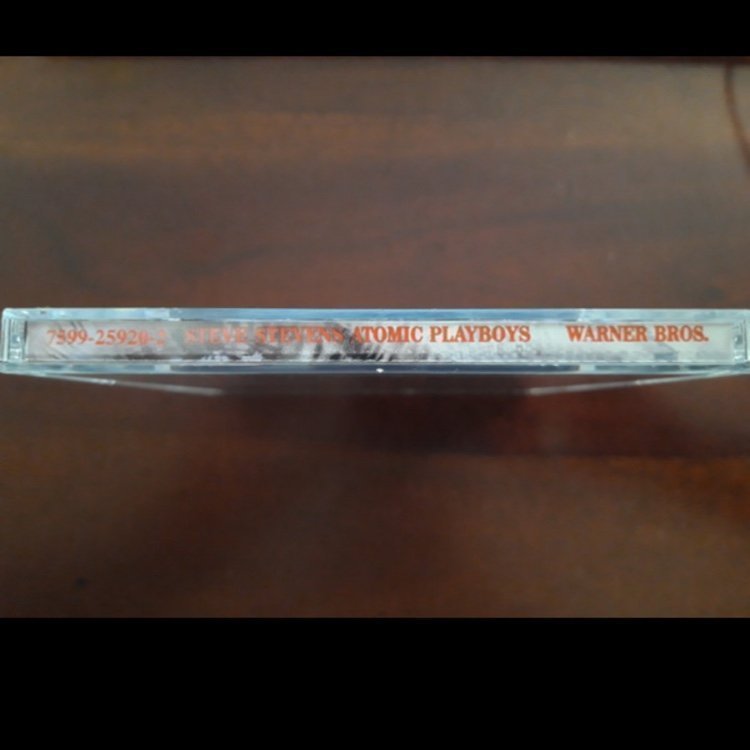 7599-25920-2 STEVE STEVENS ATOMIC PLAYBOYS WARNER BROS.